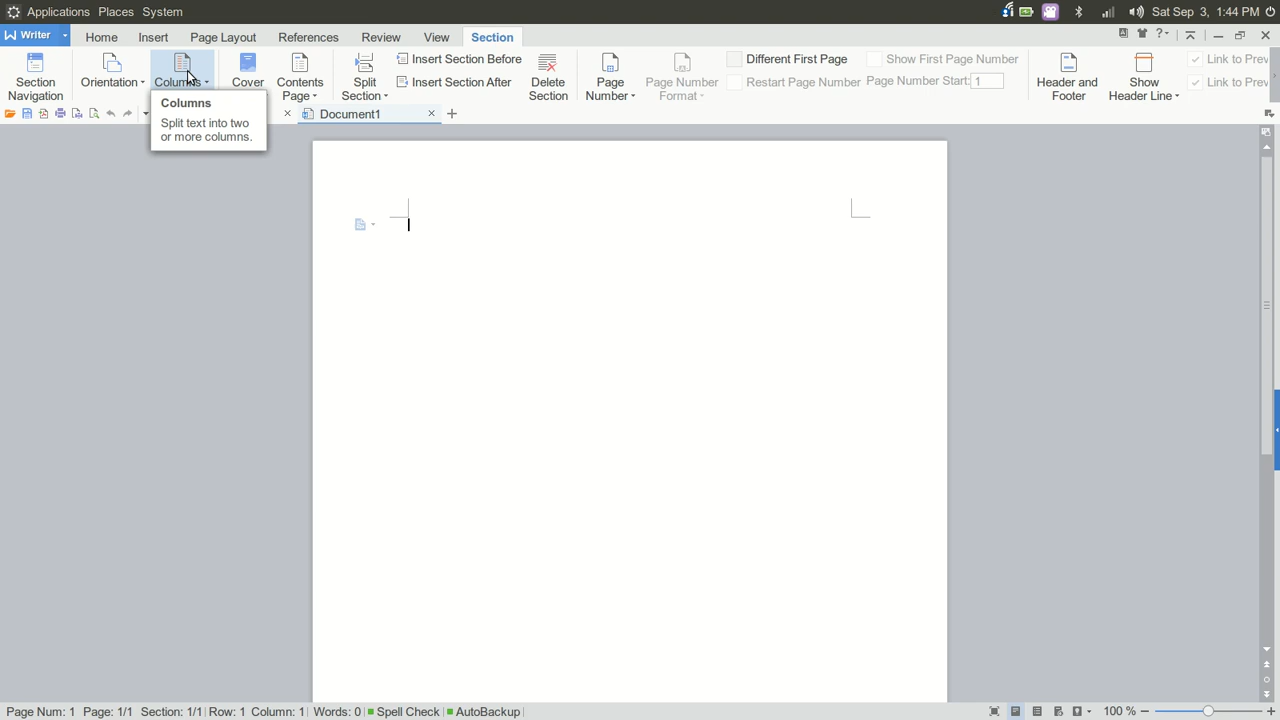 Applications Places System
Sat Sep 3, 1:44 PM
Writer Home Insert Page Layout References Review View Section
Section Navigation
Orientation
Columns
Cover
Contents Page
Split Section
Insert Section Before
Insert Section After
Delete Section
Page Number
Page Number Format
Different First Page
Restart Page Number
Show First Page Number
Page Number Start: 1
Header and Footer
Show Header Line
Link to Prev
Link to Prev
Document1
Columns
Split text into two
or more columns.
Page Num: 1 Page: 1/1 Section: 1/1 Row: 1 Column: 1 Words: 0 Spell Check AutoBackup
100 %